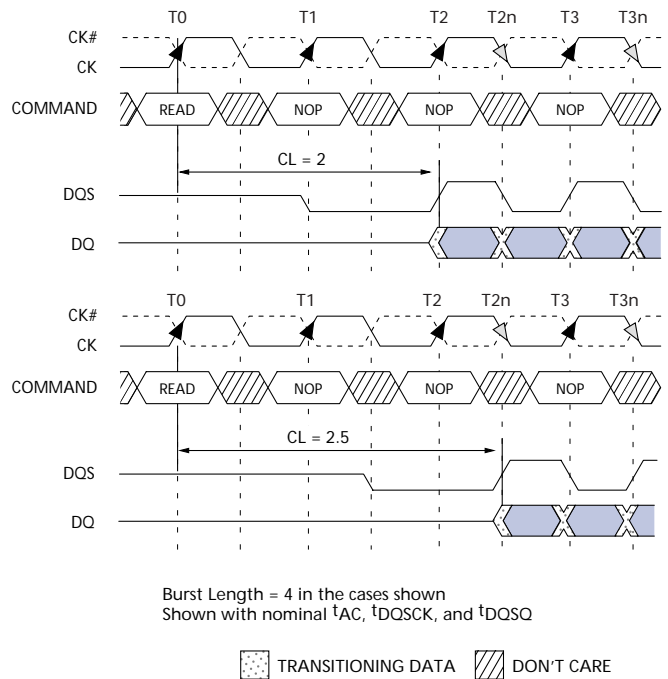 T0 T1 T2 T2n T3 T3n
CK#
CK
COMMAND READ NOP NOP NOP
CL = 2
DQS
DQ
T0 T1 T2 T2n T3 T3n
CK#
CK
COMMAND READ NOP NOP NOP
CL = 2.5
DQS
DQ
Burst Length = 4 in the cases shown
Shown with nominal tAC, tDQSCK, and tDQSQ
TRANSITIONING DATA DON'T CARE